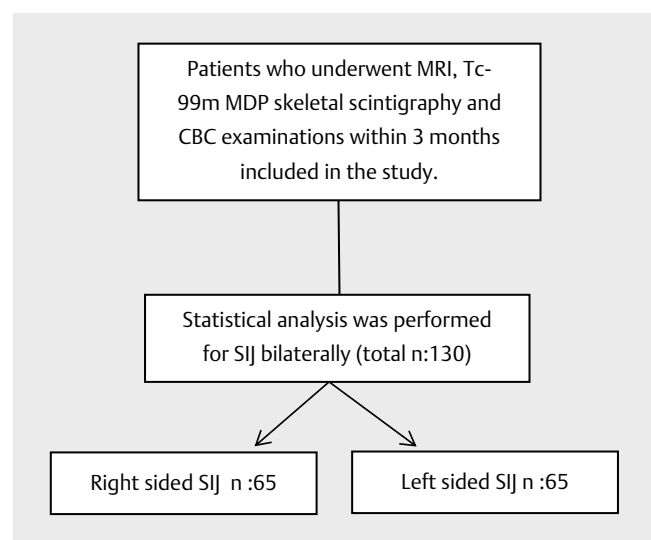 Patients who underwent MRI, Tc-
99m MDP skeletal scintigraphy and
CBC examinations within 3 months
included in the study.
Statistical analysis was performed
for SIJ bilaterally (total n:130)
Right sided SIJ n :65
Left sided SIJ n :65